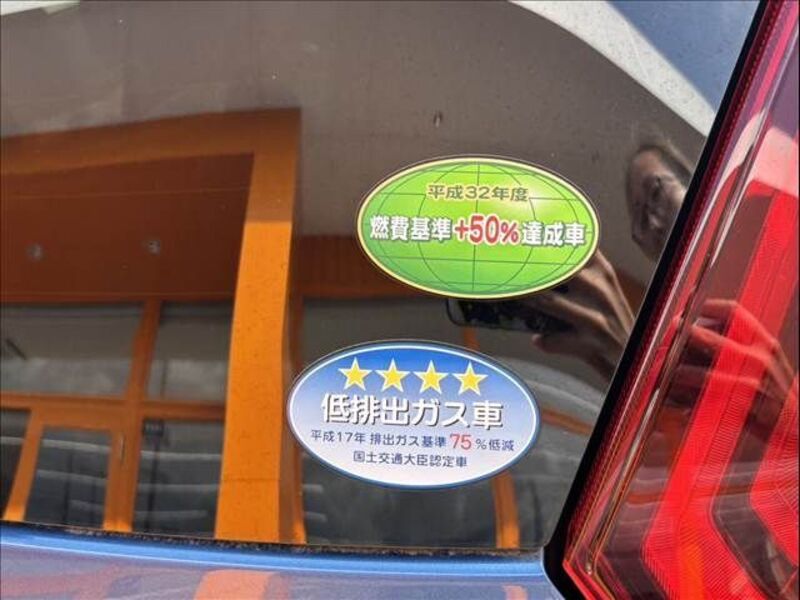 平成32年度
燃費基準+50%達成車
低排出ガス車
平成17年 排出ガス基準75%低減
国土交通大臣認定車